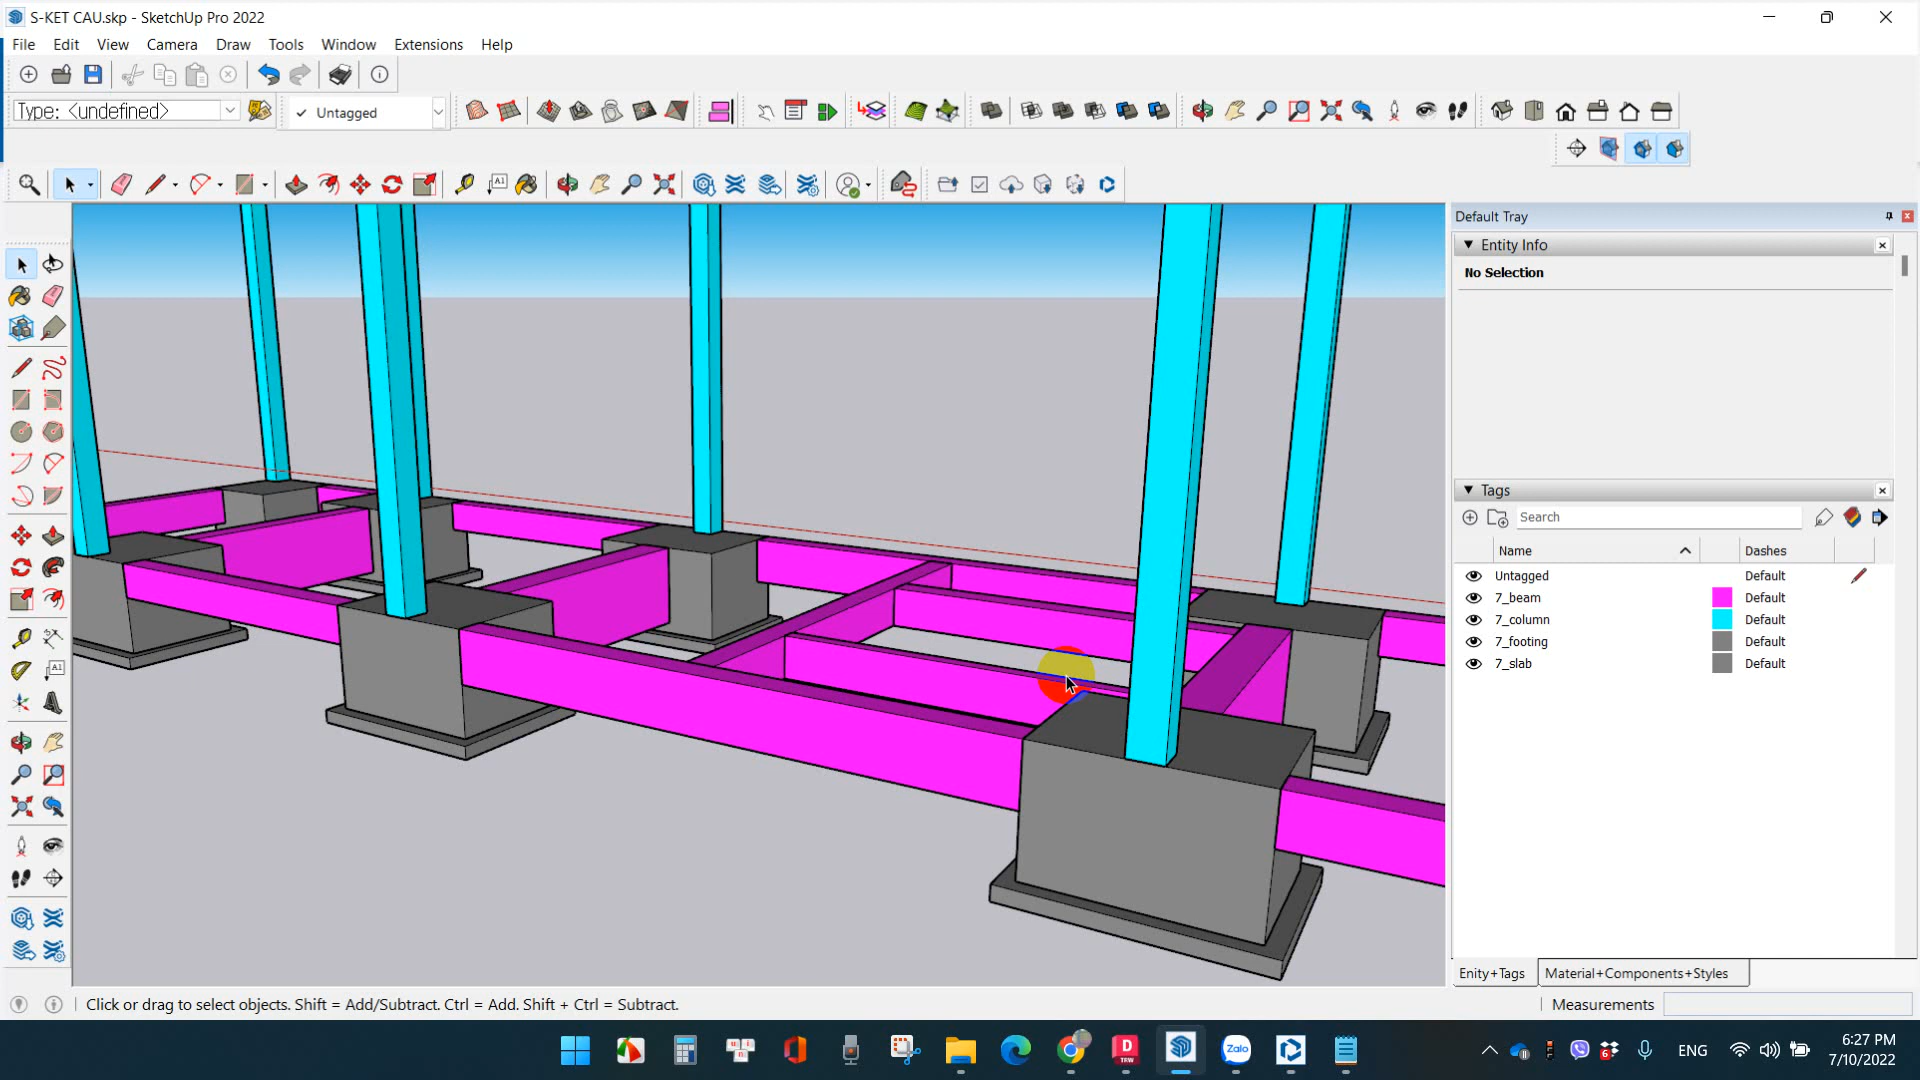 S-KET CAU.skp - SketchUp Pro 2022
File Edit View Camera Draw Tools Window Extensions Help
Type: <undefined>
Untagged
Default Tray
Entity Info
No Selection
Tags
Search
Name Dashes
Untagged Default
7_beam Default
7_column Default
7_footing Default
7_slab Default
Enity+Tags Material+Components+Styles
Click or drag to select objects. Shift = Add/Subtract. Ctrl = Add. Shift + Ctrl = Subtract.
Measurements
Zalo
D
TRW
6
ENG
6:27 PM
7/10/2022